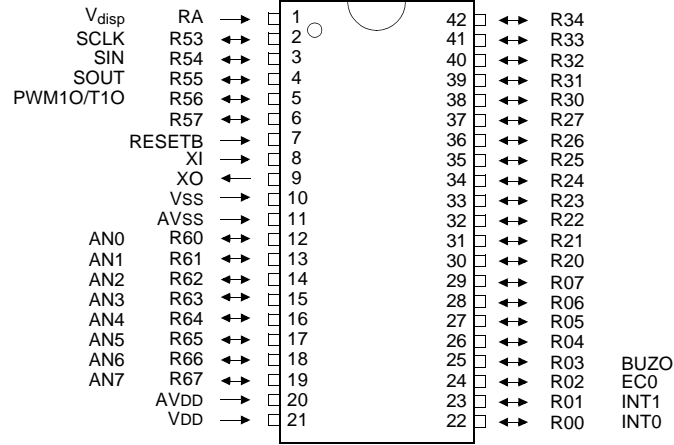 Vdisp RA 1 42 R34
SCLK R53 2 41 R33
SIN R54 3 40 R32
SOUT R55 4 39 R31
PWM1O/T1O R56 5 38 R30
R57 6 37 R27
RESETB 7 36 R26
XI 8 35 R25
XO 9 34 R24
VSS 10 33 R23
AVSS 11 32 R22
AN0 R60 12 31 R21
AN1 R61 13 30 R20
AN2 R62 14 29 R07
AN3 R63 15 28 R06
AN4 R64 16 27 R05
AN5 R65 17 26 R04
AN6 R66 18 25 R03 BUZO
AN7 R67 19 24 R02 EC0
AVDD 20 23 R01 INT1
VDD 21 22 R00 INT0